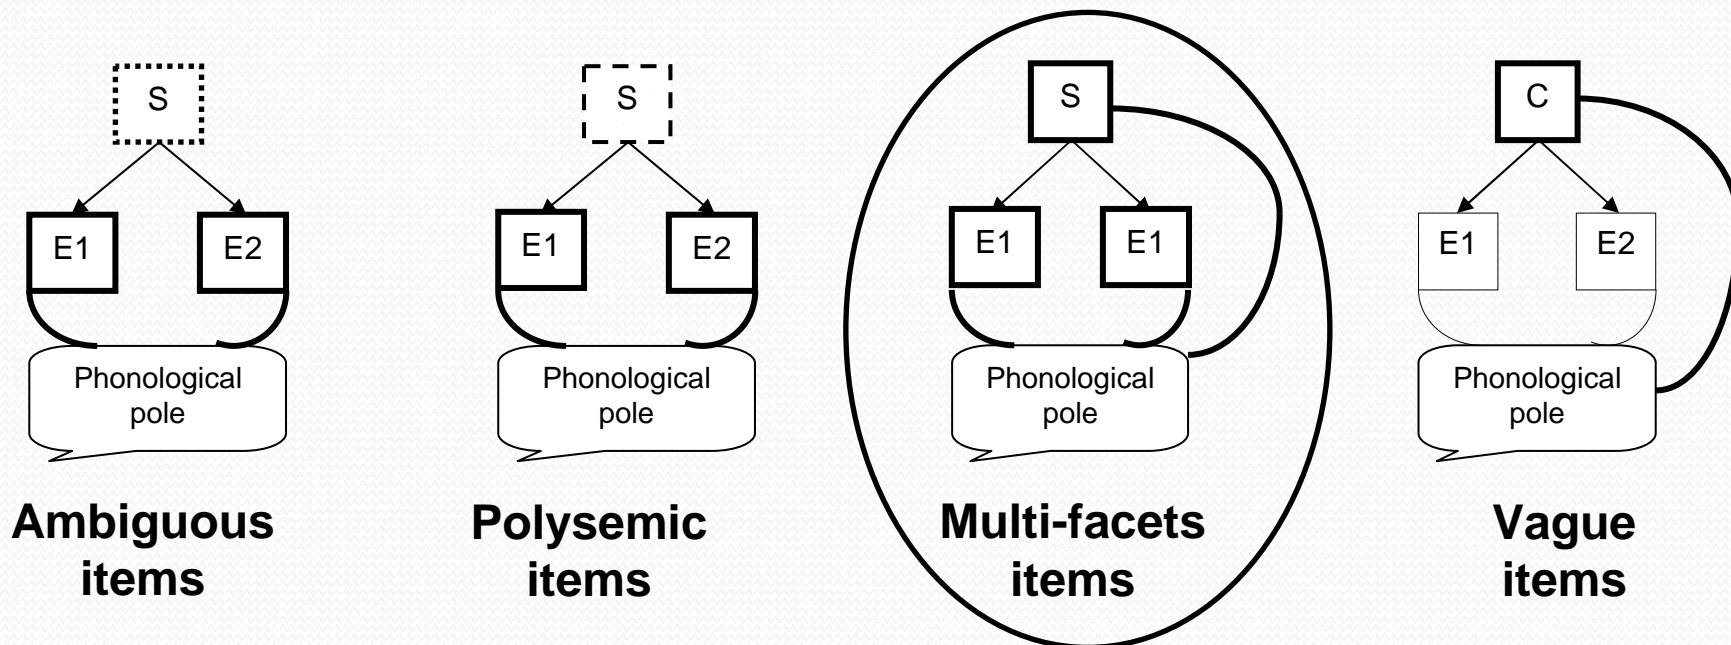 S
E1 E2
Phonological
pole
Ambiguous
items
S
E1 E2
Phonological
pole
Polysemic
items
S
E1 E1
Phonological
pole
Multi-facets
items
C
E1 E2
Phonological
pole
Vague
items